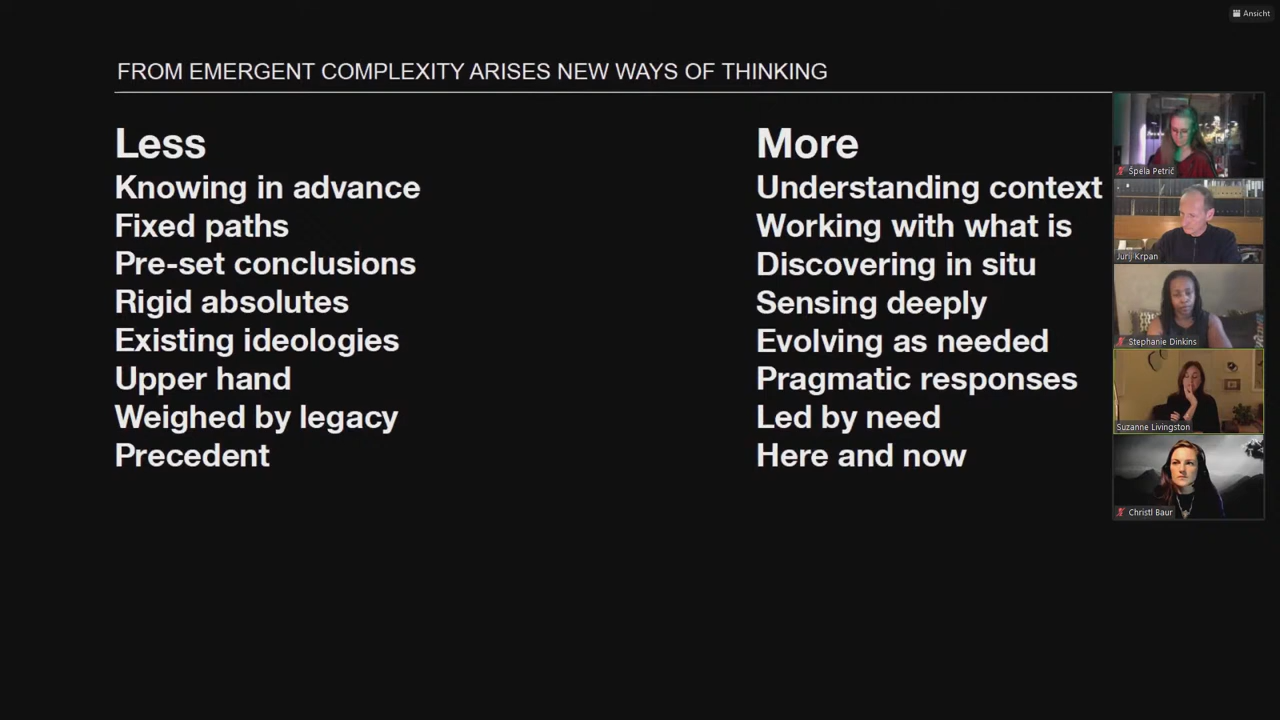 Ansicht
FROM EMERGENT COMPLEXITY ARISES NEW WAYS OF THINKING
Less
Knowing in advance
Fixed paths
Pre-set conclusions
Rigid absolutes
Existing ideologies
Upper hand
Weighed by legacy
Precedent
More
Understanding context
Working with what is
Discovering in situ
Sensing deeply
Evolving as needed
Pragmatic responses
Led by need
Here and now
Špela Petrič
Jurij Krpan
Stephanie Dinkins
Suzanne Livingston
Christl Baur